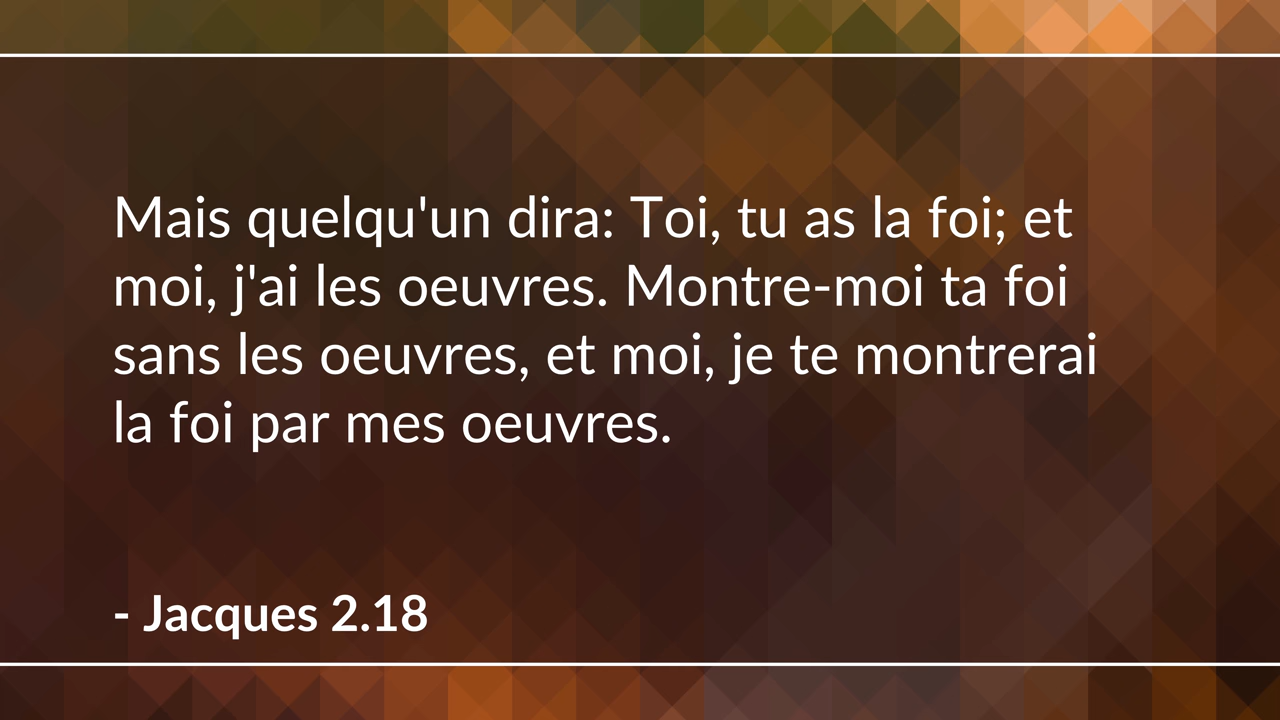 Mais quelqu'un dira: Toi, tu as la foi; et
moi, j'ai les oeuvres. Montre-moi ta foi
sans les oeuvres, et moi, je te montrerai
la foi par mes oeuvres.
- Jacques 2.18